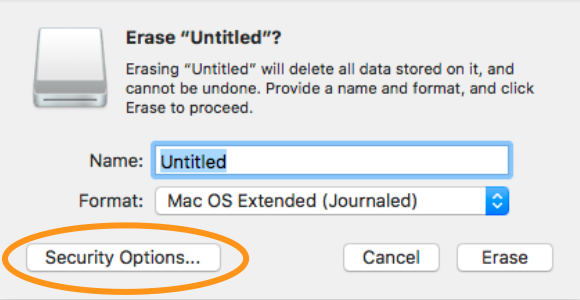 Erase “Untitled”?
Erasing “Untitled” will delete all data stored on it, and
cannot be undone. Provide a name and format, and click
Erase to proceed.
Name: Untitled
Format: Mac OS Extended (Journaled)
Security Options... Cancel Erase